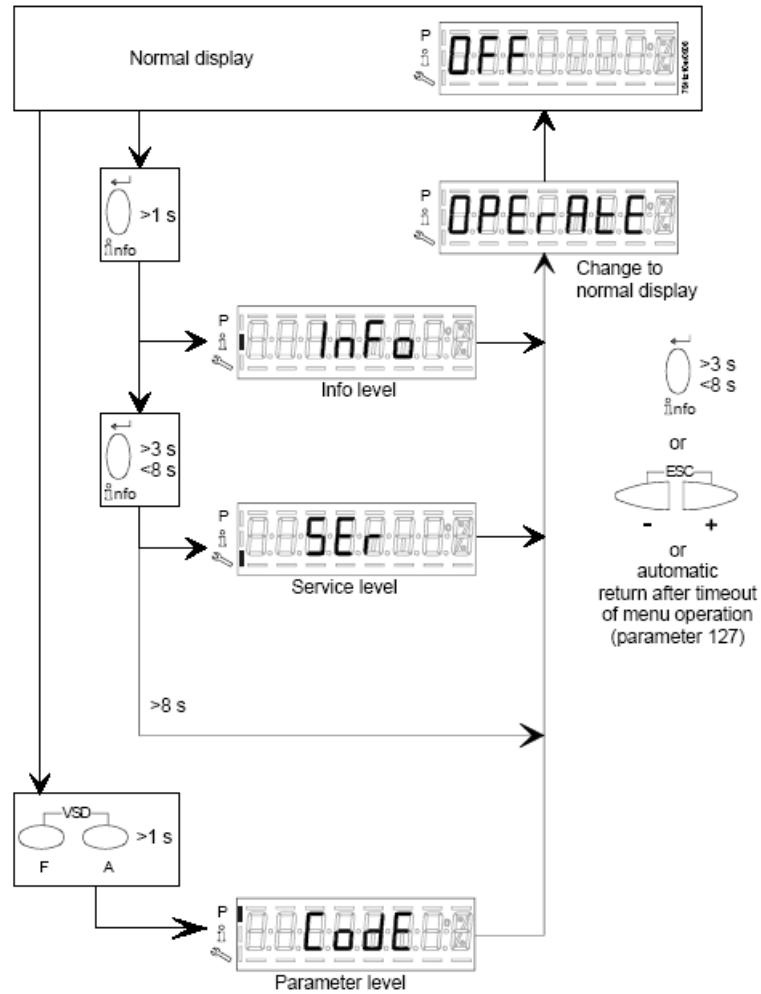 Normal display
P
i
OFF
>1 s
info
P
i
OPErAtE
Change to
normal display
P
i
InFo
Info level
>3 s
<8 s
info
>3 s
<8 s
info
or
ESC
- +
or
automatic
return after timeout
of menu operation
(parameter 127)
P
i
SEr
Service level
>8 s
VSD
>1 s
F A
P
i
CodE
Parameter level